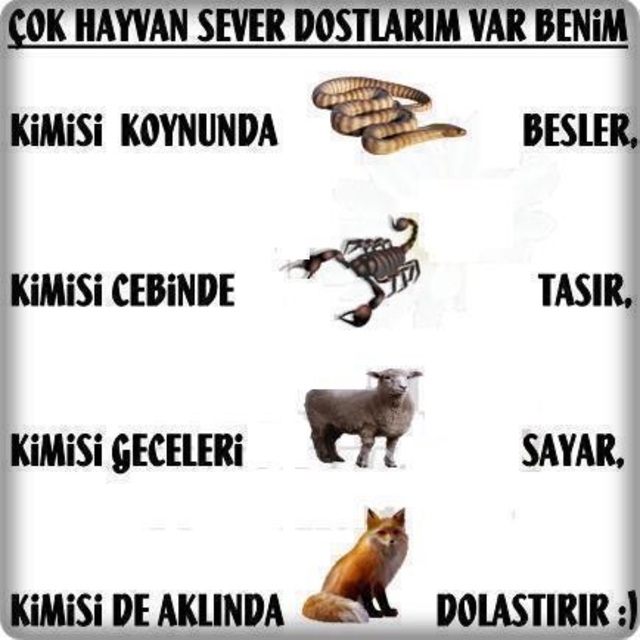 ÇOK HAYVAN SEVER DOSTLARIM VAR BENiM
KiMiSi KOYNUNDA BESLER,
KiMiSi CEBiNDE TASIR,
KiMiSi GECELERi SAYAR,
KiMiSi DE AKLINDA DOLASTIRIR :)